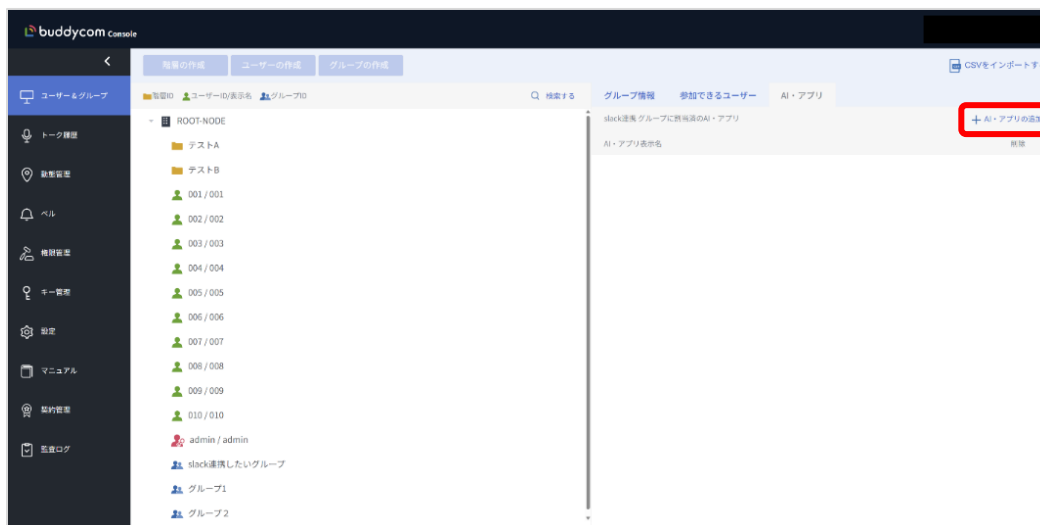 buddycom Console
階層の作成 ユーザーの作成 グループの作成
CSVをインポートす
ユーザー&グループ
トーク履歴
動態管理
ベル
権限管理
キー管理
設定
マニュアル
契約管理
監査ログ
階層ID ユーザーID/表示名 グループID
検索する
ROOT-NODE
テストA
テストB
001 / 001
002 / 002
003 / 003
004 / 004
005 / 005
006 / 006
007 / 007
008 / 008
009 / 009
010 / 010
admin / admin
slack連携したいグループ
グループ1
グループ2
グループ情報 参加できるユーザー AI・アプリ
slack連携 グループに割当済のAI・アプリ
+ AI・アプリの追加
AI・アプリ表示名
削除